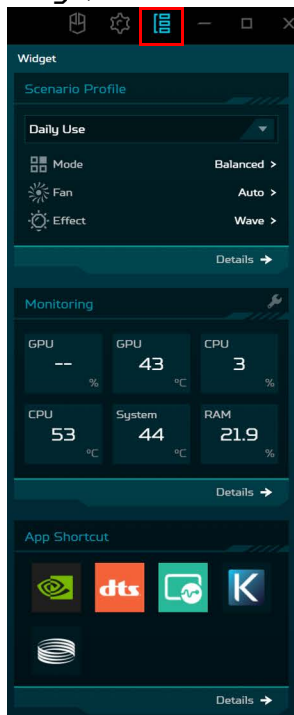 Widget
Scenario Profile
Daily Use
Mode Balanced >
Fan Auto >
Effect Wave >
Details →
Monitoring
GPU GPU CPU
-- 43 3
% °C %
CPU System RAM
53 44 21.9
°C °C %
Details →
App Shortcut
dts K
Details →